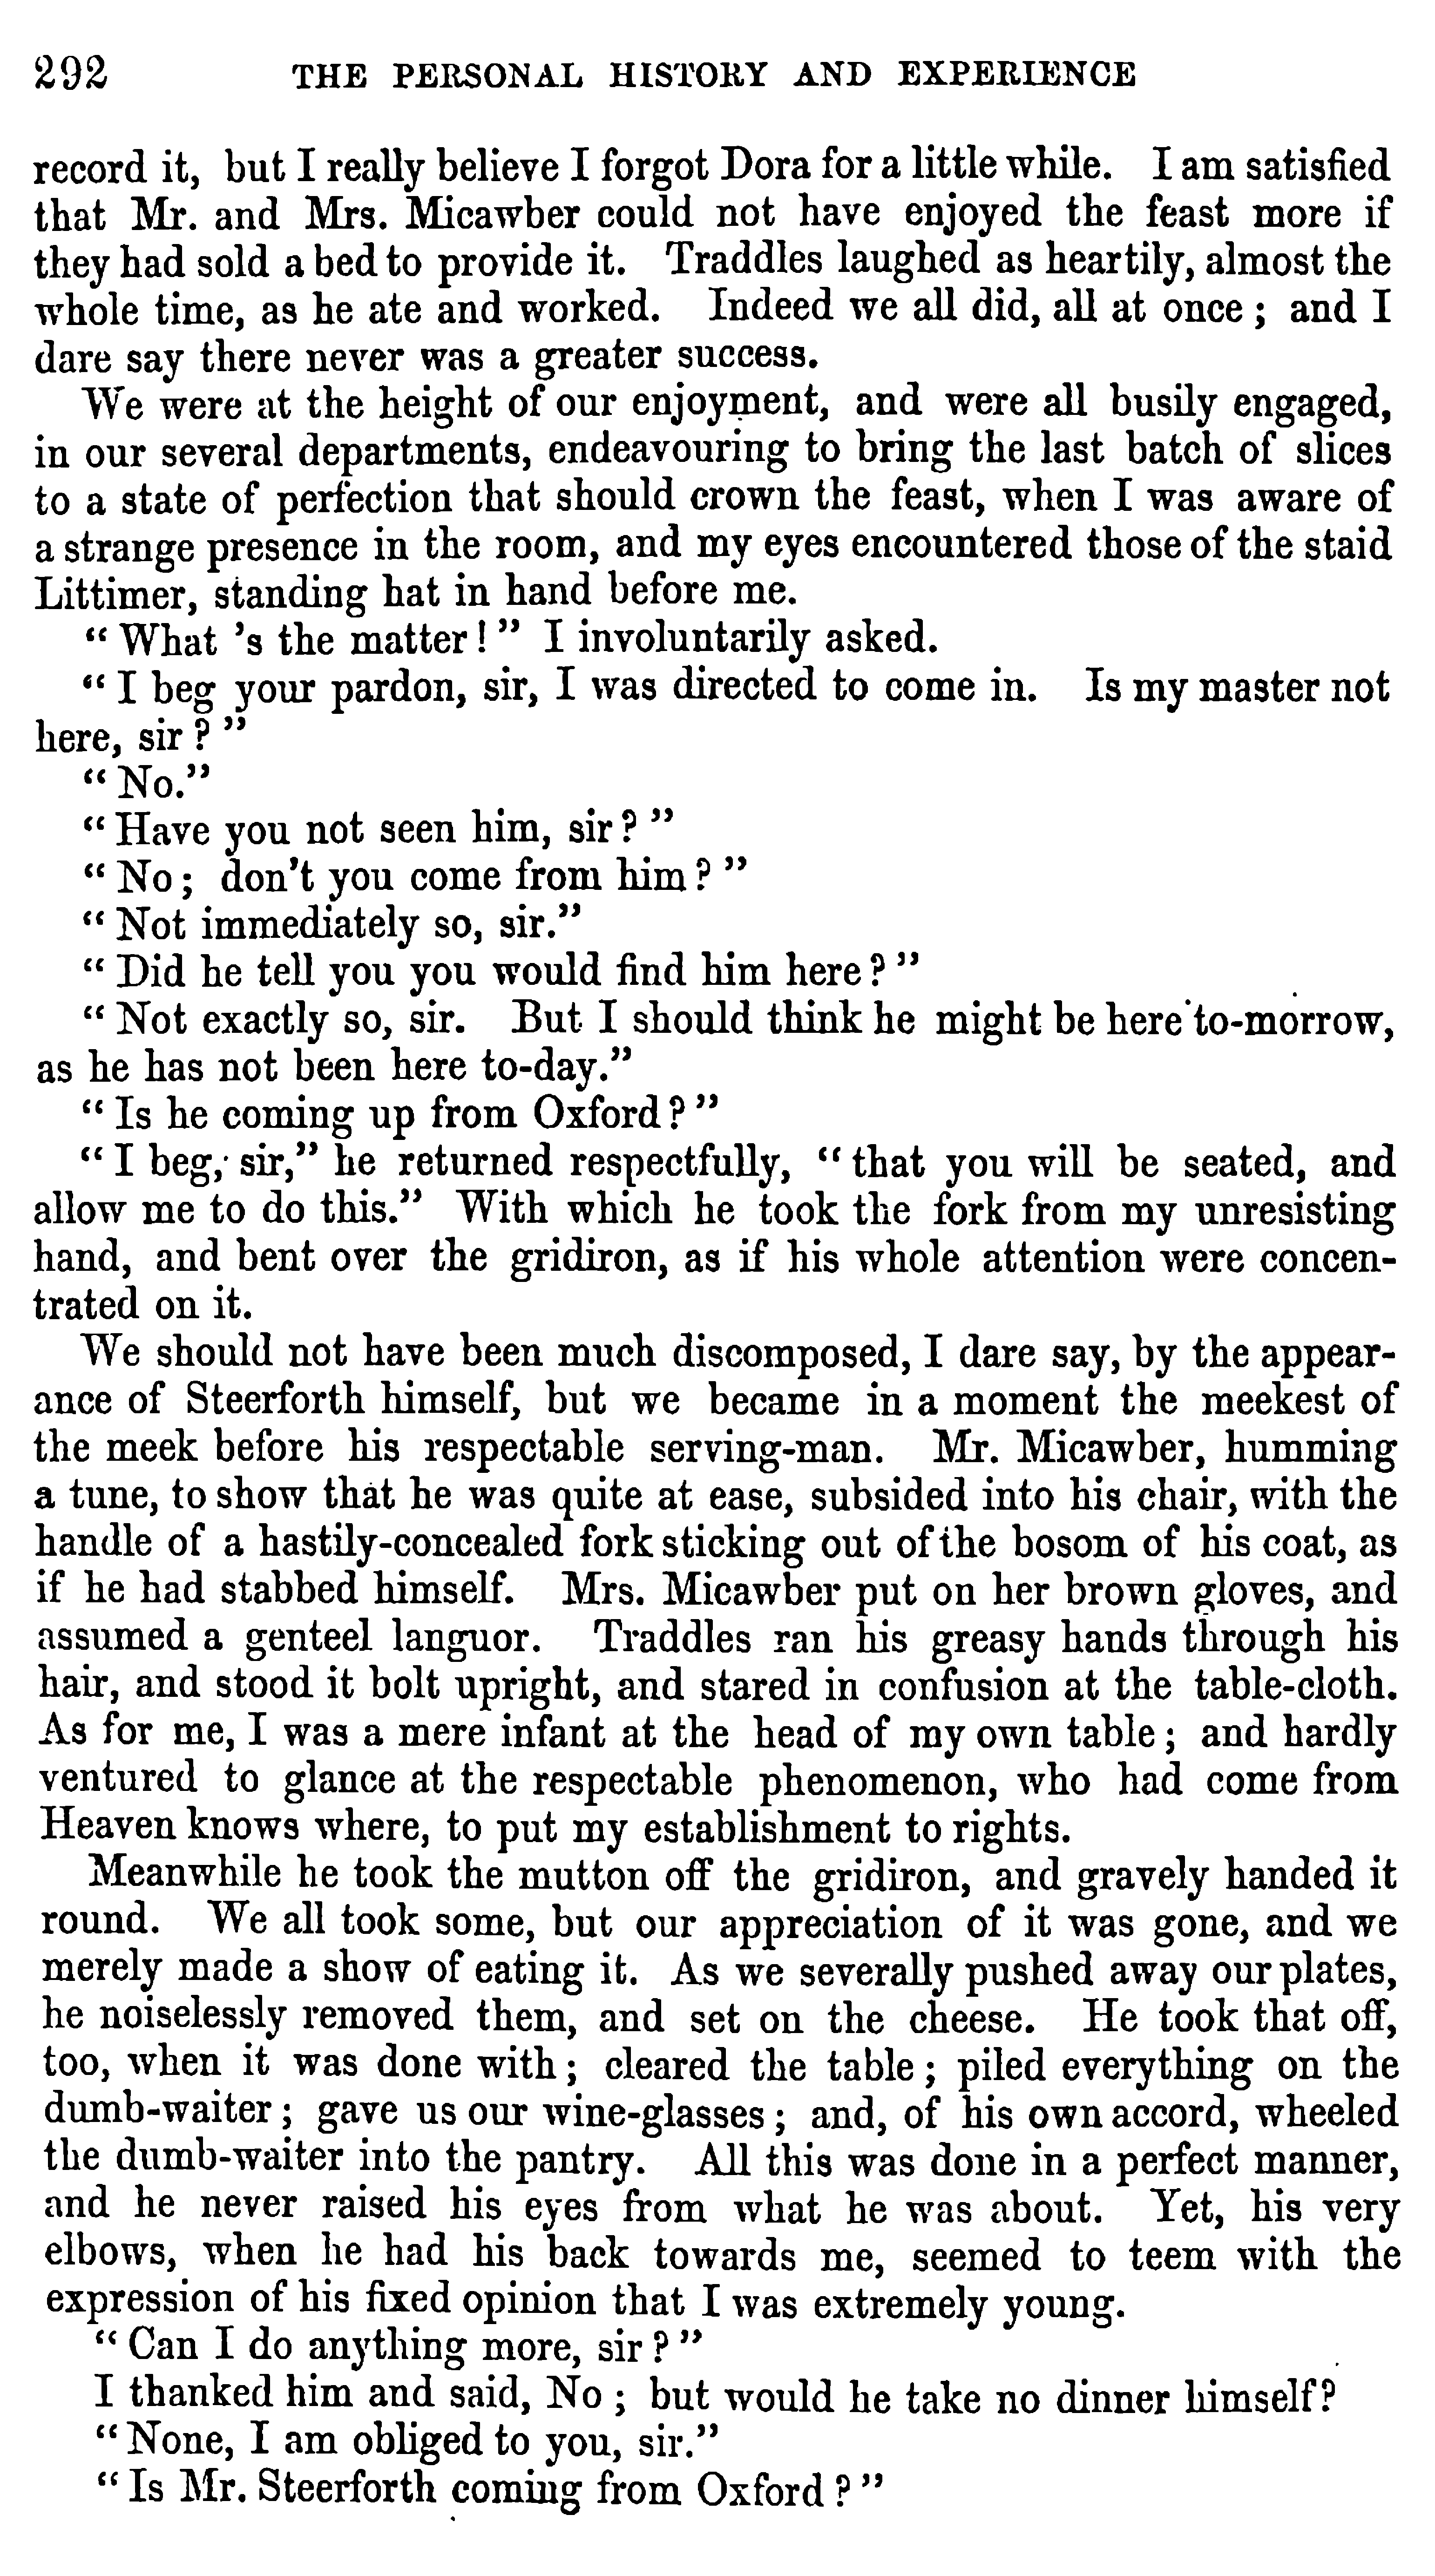 292 THE PERSONAL HISTORY AND EXPERIENCE
record it, but I really believe I forgot Dora for a little while. I am satisfied
that Mr. and Mrs. Micawber could not have enjoyed the feast more if
they had sold a bed to provide it. Traddles laughed as heartily, almost the
whole time, as he ate and worked. Indeed we all did, all at once ; and I
dare say there never was a greater success.
We were at the height of our enjoyment, and were all busily engaged,
in our several departments, endeavouring to bring the last batch of slices
to a state of perfection that should crown the feast, when I was aware of
a strange presence in the room, and my eyes encountered those of the staid
Littimer, standing hat in hand before me.
“ What 's the matter ! ” I involuntarily asked.
“ I beg your pardon, sir, I was directed to come in. Is my master not
here, sir ? ”
“ No.”
“ Have you not seen him, sir ? ”
“ No ; don't you come from him ? ”
“ Not immediately so, sir.”
“ Did he tell you you would find him here ? ”
“ Not exactly so, sir. But I should think he might be here to-morrow,
as he has not been here to-day.”
“ Is he coming up from Oxford ? ”
“ I beg, sir,” he returned respectfully, “ that you will be seated, and
allow me to do this.” With which he took the fork from my unresisting
hand, and bent over the gridiron, as if his whole attention were concen-
trated on it.
We should not have been much discomposed, I dare say, by the appear-
ance of Steerforth himself, but we became in a moment the meekest of
the meek before his respectable serving-man. Mr. Micawber, humming
a tune, to show that he was quite at ease, subsided into his chair, with the
handle of a hastily-concealed fork sticking out of the bosom of his coat, as
if he had stabbed himself. Mrs. Micawber put on her brown gloves, and
assumed a genteel languor. Traddles ran his greasy hands through his
hair, and stood it bolt upright, and stared in confusion at the table-cloth.
As for me, I was a mere infant at the head of my own table ; and hardly
ventured to glance at the respectable phenomenon, who had come from
Heaven knows where, to put my establishment to rights.
Meanwhile he took the mutton off the gridiron, and gravely handed it
round. We all took some, but our appreciation of it was gone, and we
merely made a show of eating it. As we severally pushed away our plates,
he noiselessly removed them, and set on the cheese. He took that off,
too, when it was done with ; cleared the table ; piled everything on the
dumb-waiter ; gave us our wine-glasses ; and, of his own accord, wheeled
the dumb-waiter into the pantry. All this was done in a perfect manner,
and he never raised his eyes from what he was about. Yet, his very
elbows, when he had his back towards me, seemed to teem with the
expression of his fixed opinion that I was extremely young.
“ Can I do anything more, sir ? ”
I thanked him and said, No ; but would he take no dinner himself?
“ None, I am obliged to you, sir.”
“ Is Mr. Steerforth coming from Oxford ? ”